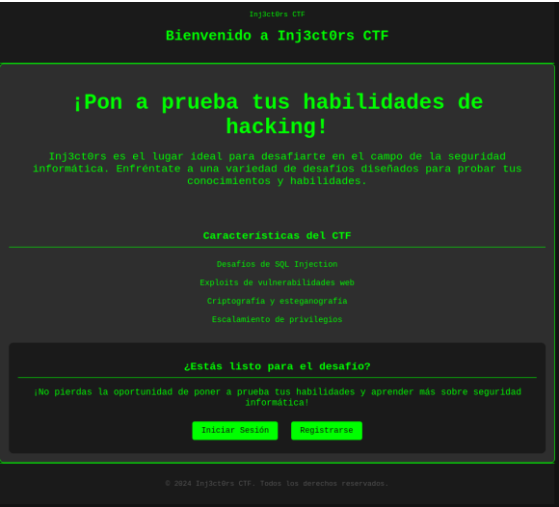 Inj3ct0rs CTF
Bienvenido a Inj3ct0rs CTF
¡Pon a prueba tus habilidades de
hacking!
Inj3ct0rs es el lugar ideal para desafiarte en el campo de la seguridad
informática. Enfréntate a una variedad de desafíos diseñados para probar tus
conocimientos y habilidades.
Características del CTF
Desafíos de SQL Injection
Exploits de vulnerabilidades web
Criptografía y esteganografía
Escalamiento de privilegios
¿Estás listo para el desafío?
¡No pierdas la oportunidad de poner a prueba tus habilidades y aprender más sobre seguridad
informática!
Iniciar Sesión Registrarse
© 2024 Inj3ct0rs CTF. Todos los derechos reservados.